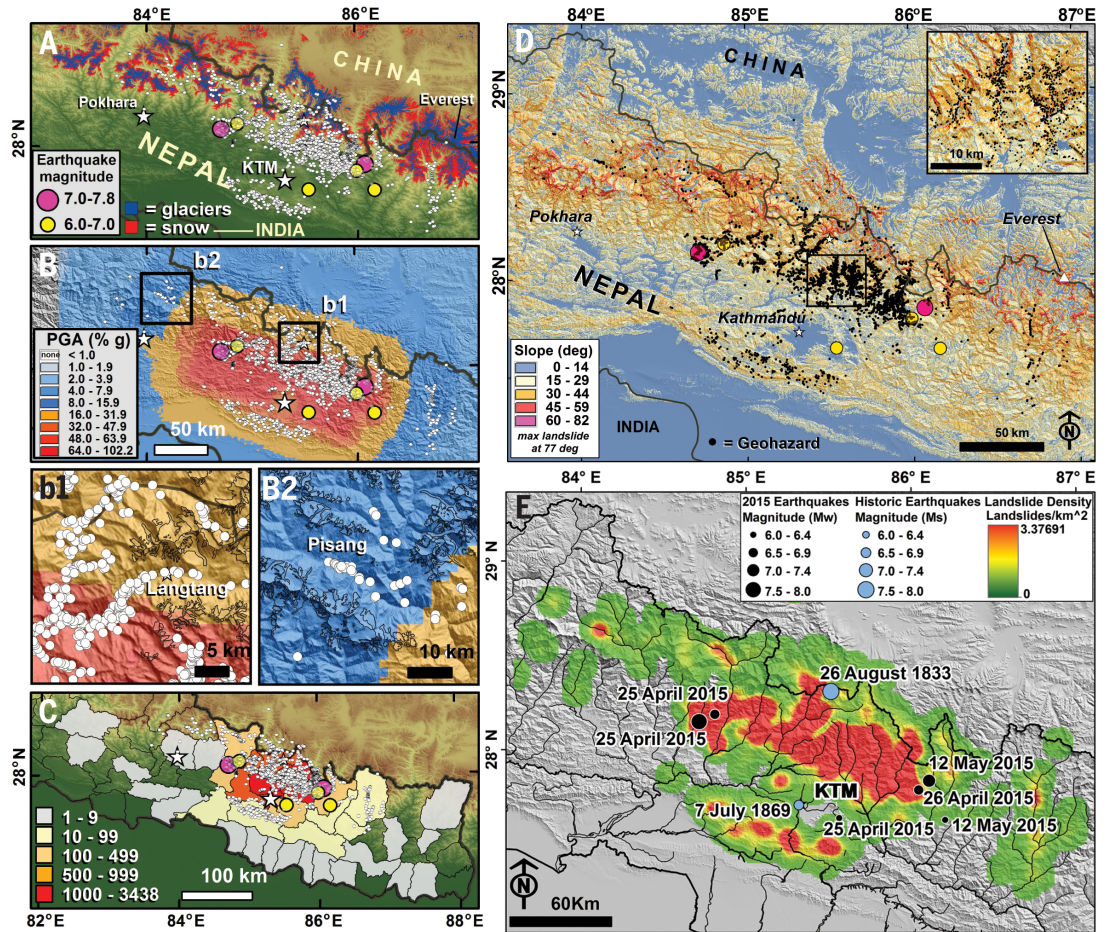 84°E
86°E
A
CHINA
Pokhara
Everest
28°N
NEPAL
KTM
Earthquake
magnitude
7.0-7.8
6.0-7.0
= glaciers
= snow
INDIA
B
b2
b1
PGA (% g)
none
< 1.0
1.0 - 1.9
2.0 - 3.9
4.0 - 7.9
8.0 - 15.9
16.0 - 31.9
32.0 - 47.9
48.0 - 63.9
64.0 - 102.2
50 km
b1
Langtang
5 km
B2
Pisang
10 km
C
28°N
1 - 9
10 - 99
100 - 499
500 - 999
1000 - 3438
100 km
82°E
84°E
86°E
88°E
84°E
85°E
86°E
87°E
D
CHINA
10 km
29°N
Pokhara
Everest
28°N
NEPAL
Kathmandu
Slope (deg)
0 - 14
15 - 29
30 - 44
45 - 59
60 - 82
max landslide
at 77 deg
INDIA
= Geohazard
N
50 km
84°E
85°E
86°E
87°E
E
2015 Earthquakes
Magnitude (Mw)
6.0 - 6.4
6.5 - 6.9
7.0 - 7.4
7.5 - 8.0
Historic Earthquakes
Magnitude (Ms)
6.0 - 6.4
6.5 - 6.9
7.0 - 7.4
7.5 - 8.0
Landslide Density
Landslides/km^2
3.37691
0
29° N
28° N
26 August 1833
25 April 2015
25 April 2015
12 May 2015
KTM
26 April 2015
7 July 1869
25 April 2015
12 May 2015
N
60Km